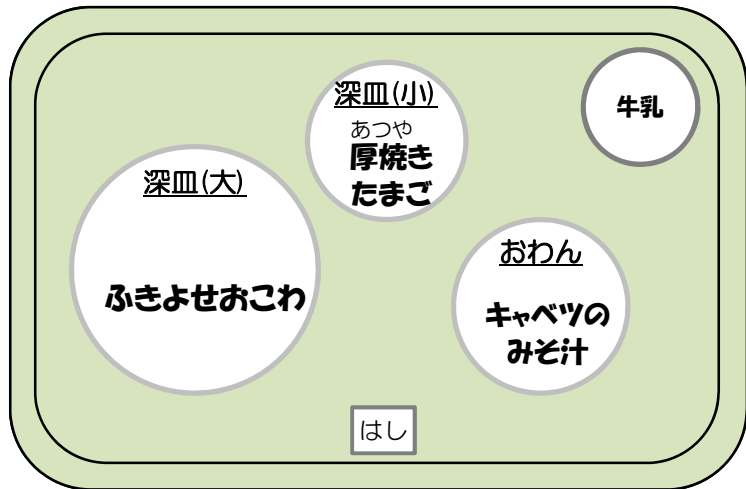 深皿(小)
あつや
厚焼き
たまご
牛乳
深皿(大)
ふきよせおこわ
おわん
キャベツの
みそ汁
はし